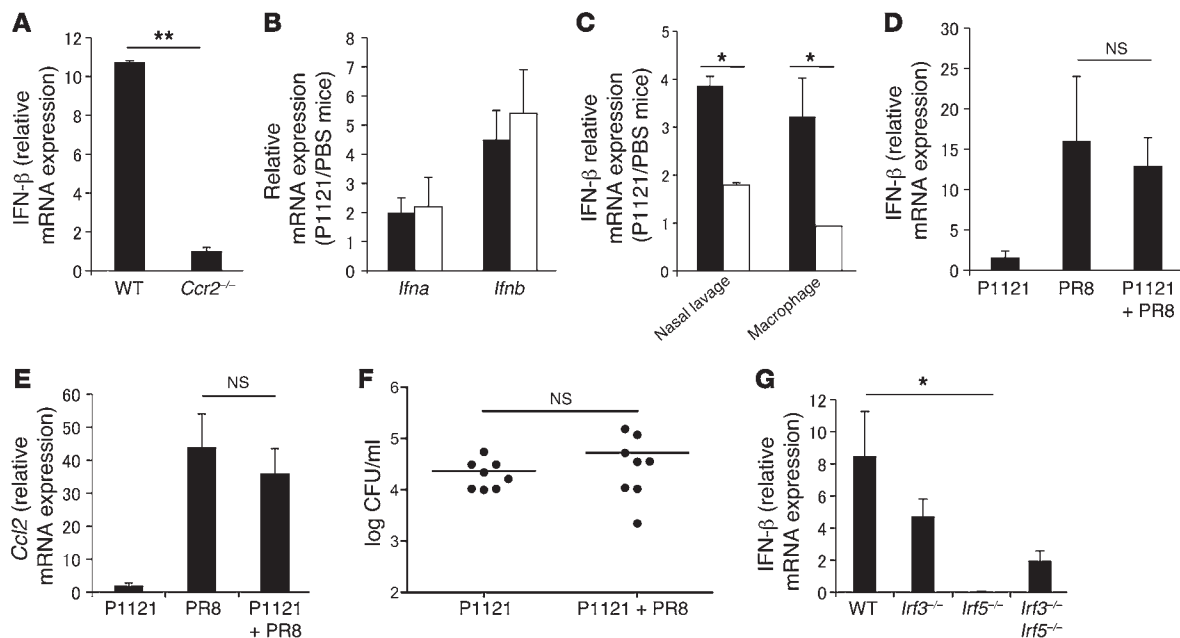 A
IFN-β (relative
mRNA expression)
12
10
8
6
4
2
0
**
WT
Ccr2–/–
B
Relative
mRNA expression
(P1121/PBS mice)
8
7
6
5
4
3
2
1
0
Ifna
Ifnb
C
IFN-β relative
mRNA expression
(P1121/PBS mice)
5
4
3
2
1
0
*
*
Nasal lavage
Macrophage
D
IFN-β (relative
mRNA expression)
30
25
20
15
10
5
0
NS
P1121
PR8
P1121
+ PR8
E
Ccl2 (relative
mRNA expression)
60
50
40
30
20
10
0
NS
P1121
PR8
P1121
+ PR8
F
log CFU/ml
6
5
4
3
2
NS
P1121
P1121 + PR8
G
IFN-β (relative
mRNA expression)
12
10
8
6
4
2
0
*
WT
Irf3–/–
Irf5–/–
Irf3–/–
Irf5–/–